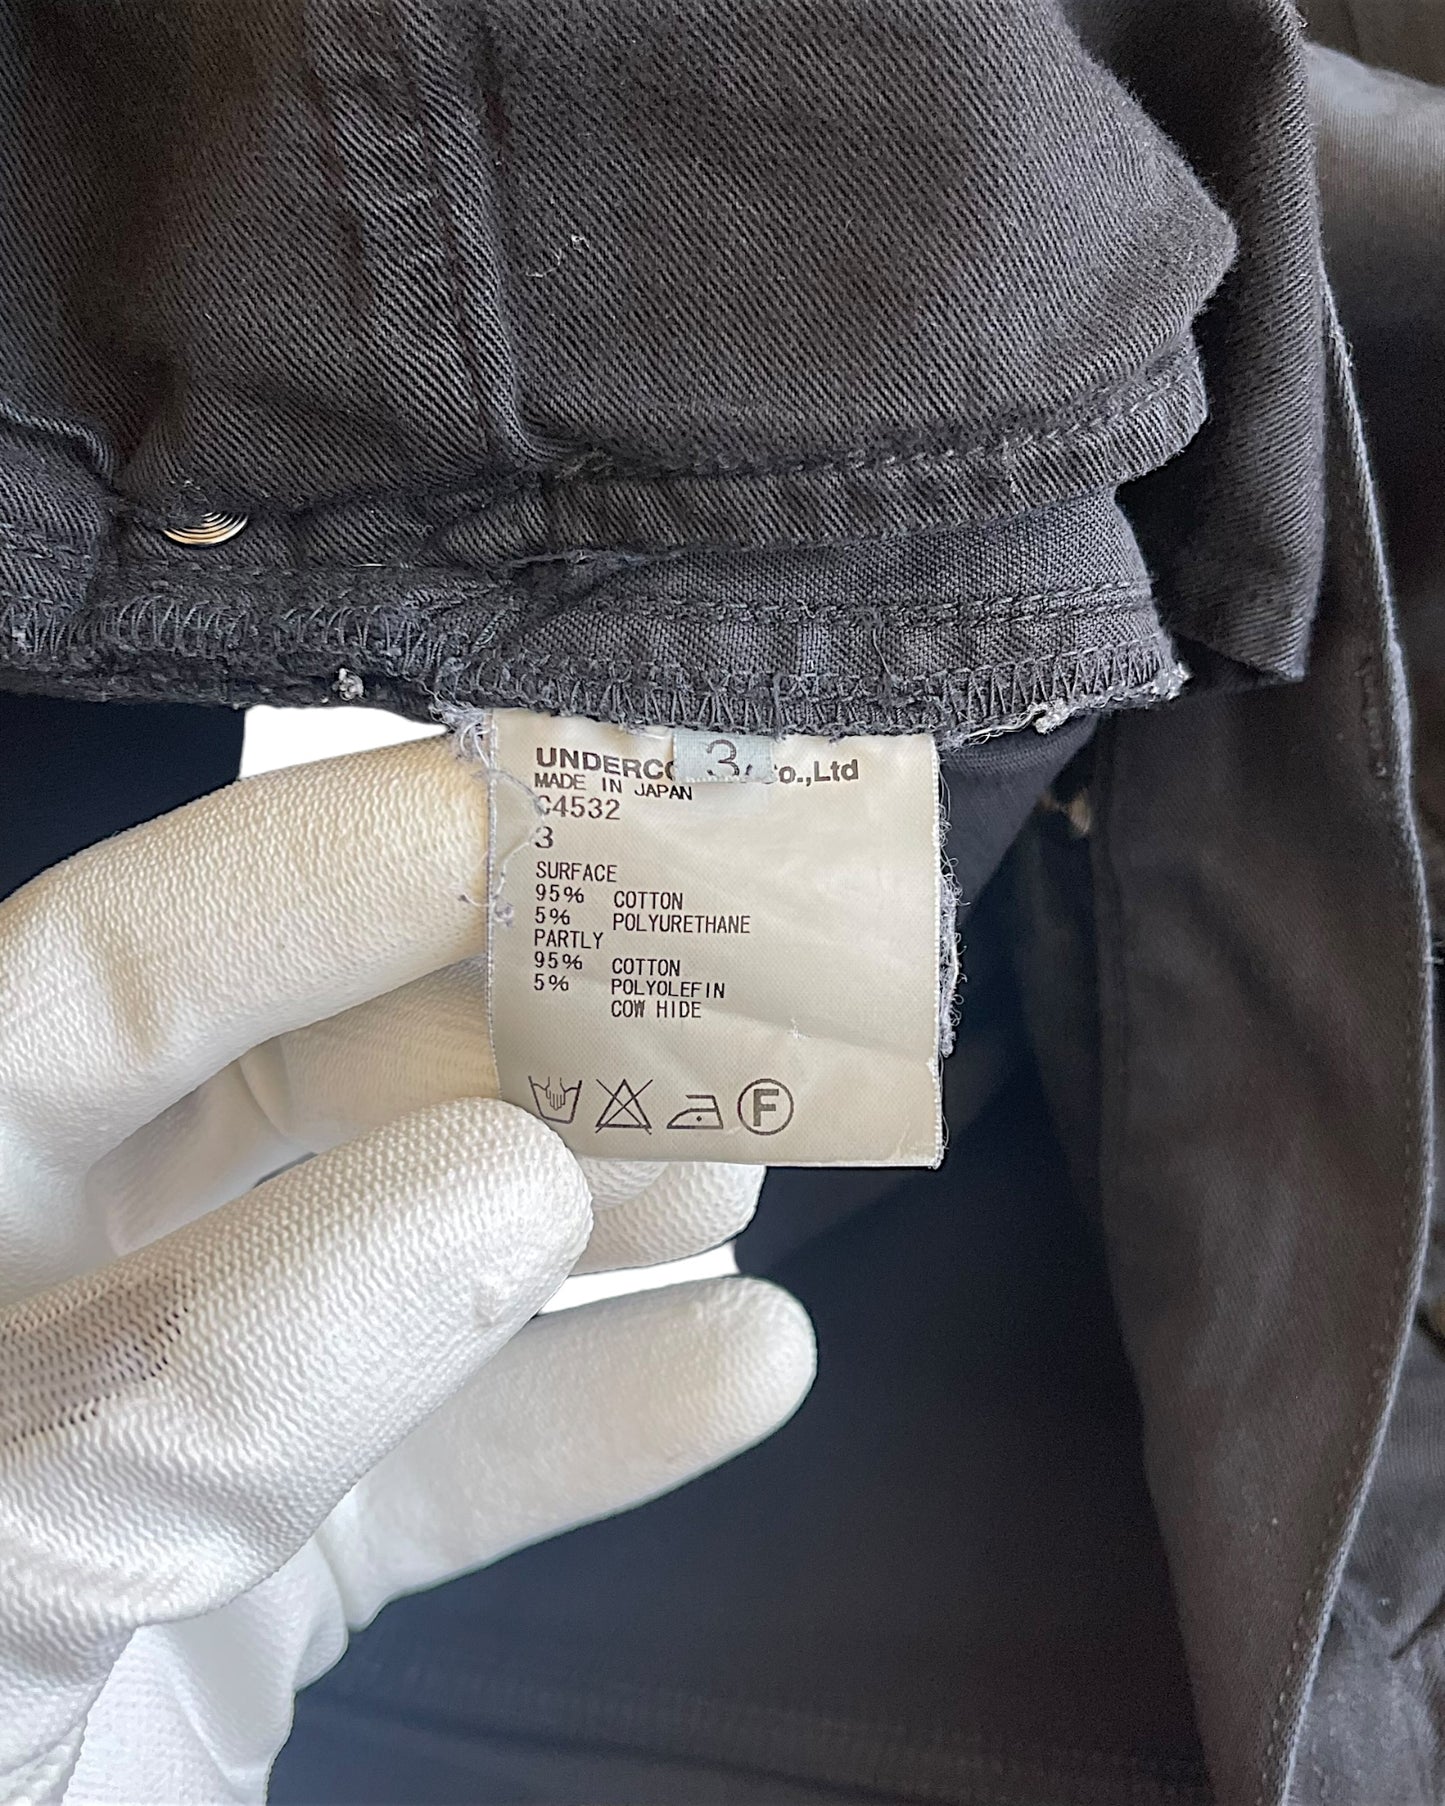 3
UNDERCO Co.,Ltd
MADE IN JAPAN
C4532
3
SURFACE
95% COTTON
5% POLYURETHANE
PARTLY
95% COTTON
5% POLYOLEFIN
COW HIDE
F